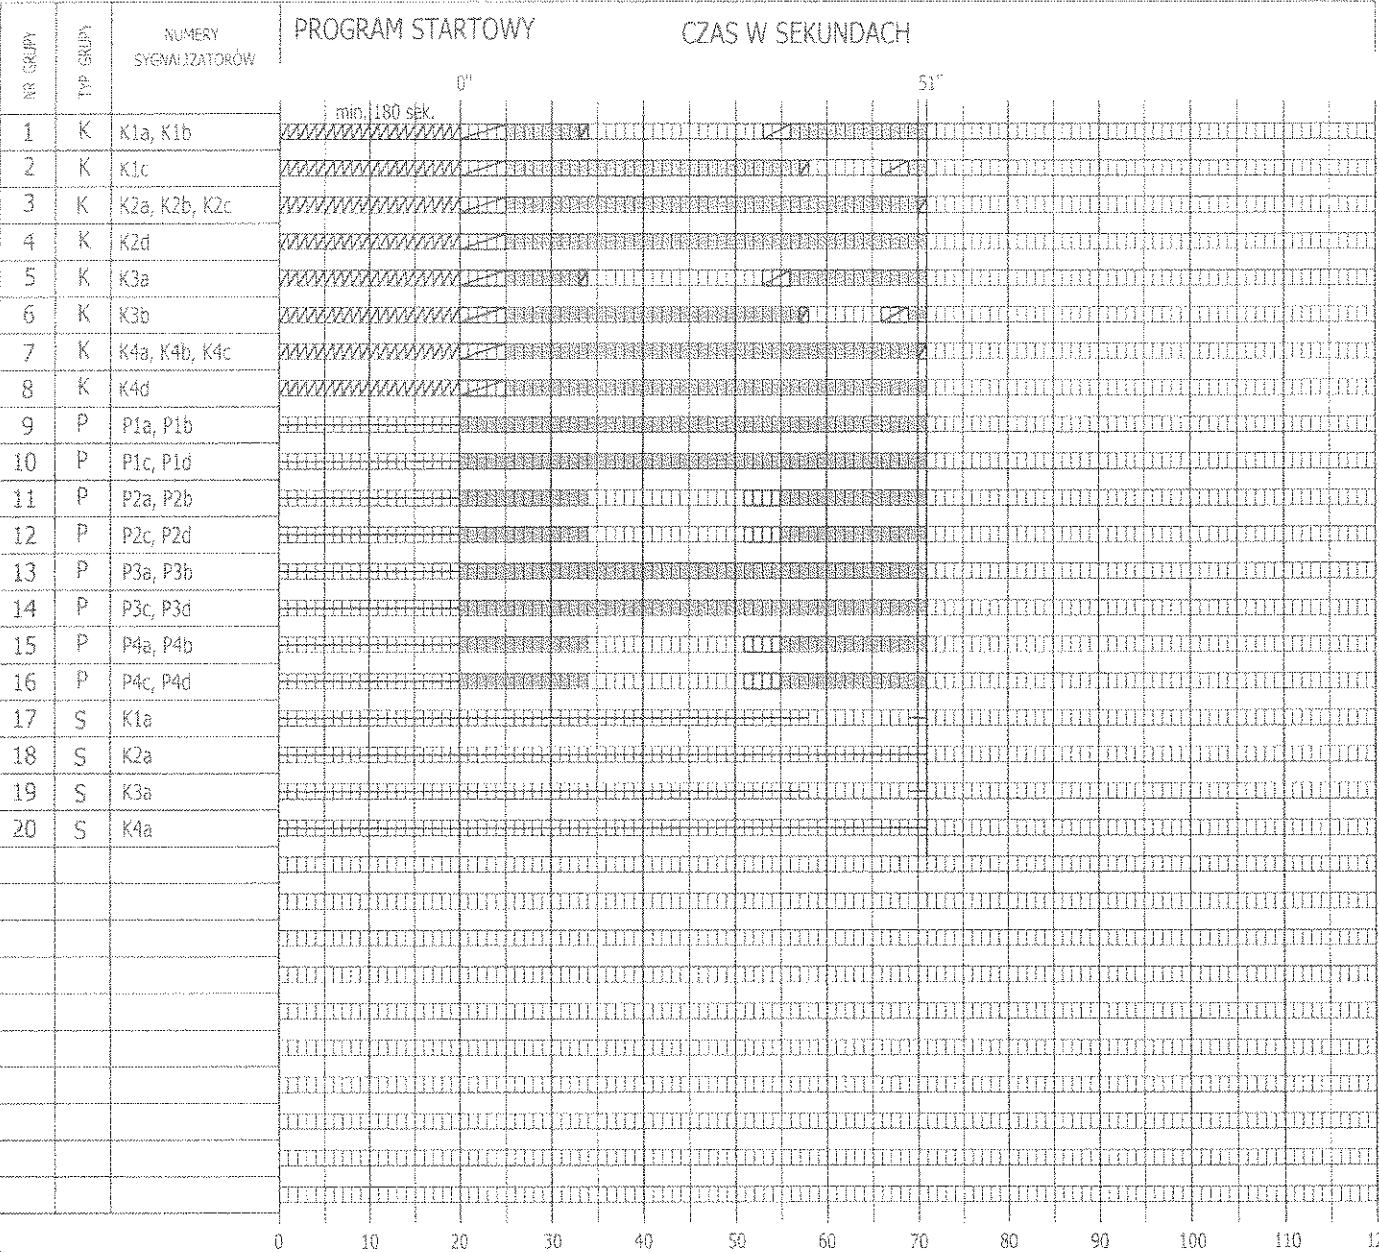 NR GRUPY
TYP GRUPY
NUMERY
SYGNALIZATORÓW
PROGRAM STARTOWY
CZAS W SEKUNDACH
0"
51"
min. 180 sek.
1 K K1a, K1b
2 K K1c
3 K K2a, K2b, K2c
4 K K2d
5 K K3a
6 K K3b
7 K K4a, K4b, K4c
8 K K4d
9 P P1a, P1b
10 P P1c, P1d
11 P P2a, P2b
12 P P2c, P2d
13 P P3a, P3b
14 P P3c, P3d
15 P P4a, P4b
16 P P4c, P4d
17 S K1a
18 S K2a
19 S K3a
20 S K4a
0 10 20 30 40 50 60 70 80 90 100 110 12